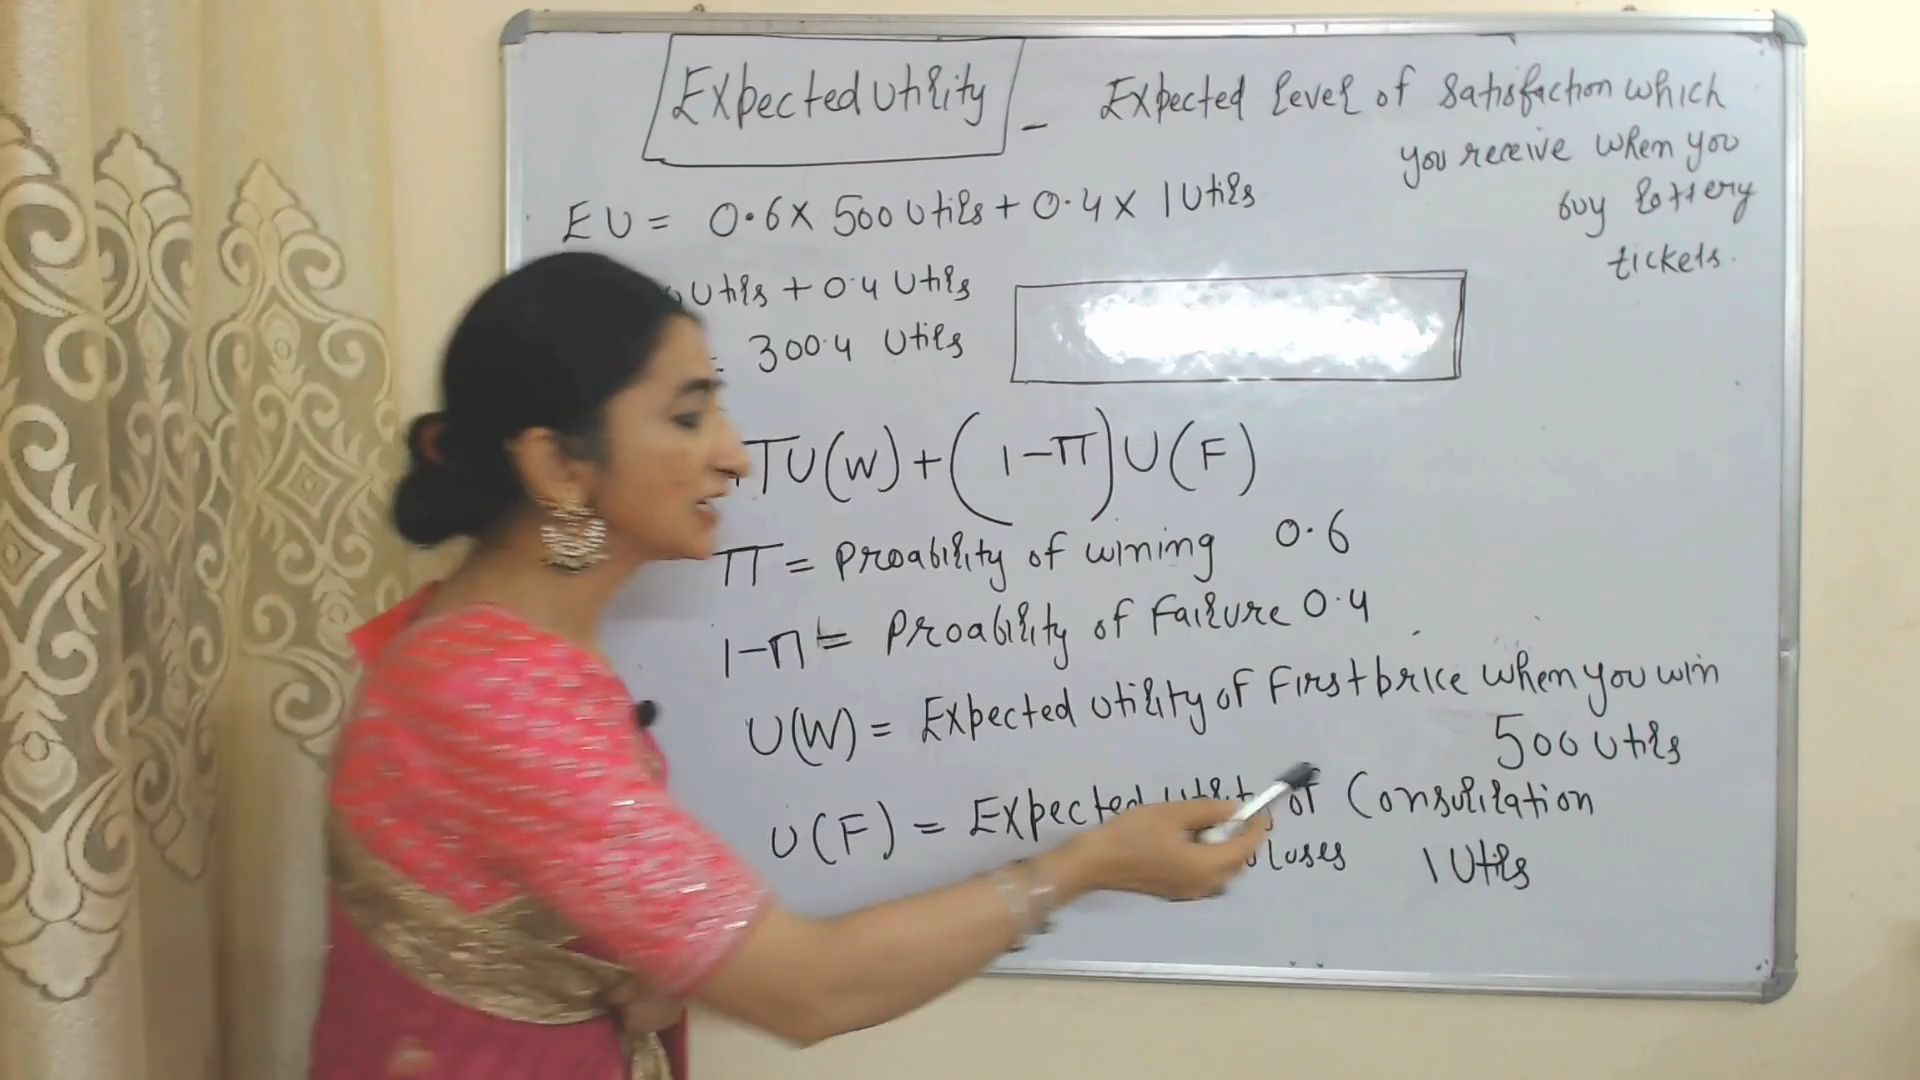 Expected Utility - Expected level of Satisfaction which
you receive when you
buy lottery
tickets.
EU = 0.6 X 500 Utils + 0.4 X 1 Utils
Utils + 0.4 Utils
= 300.4 Utils
πU(W) + (1-π)U(F)
π = Proability of wining 0.6
1-π = Proability of Failure 0.4
U(W) = Expected Utility of First brice when you win
500 Utils
U(F) = Expected Utility of Consulilation
loses 1 Utils